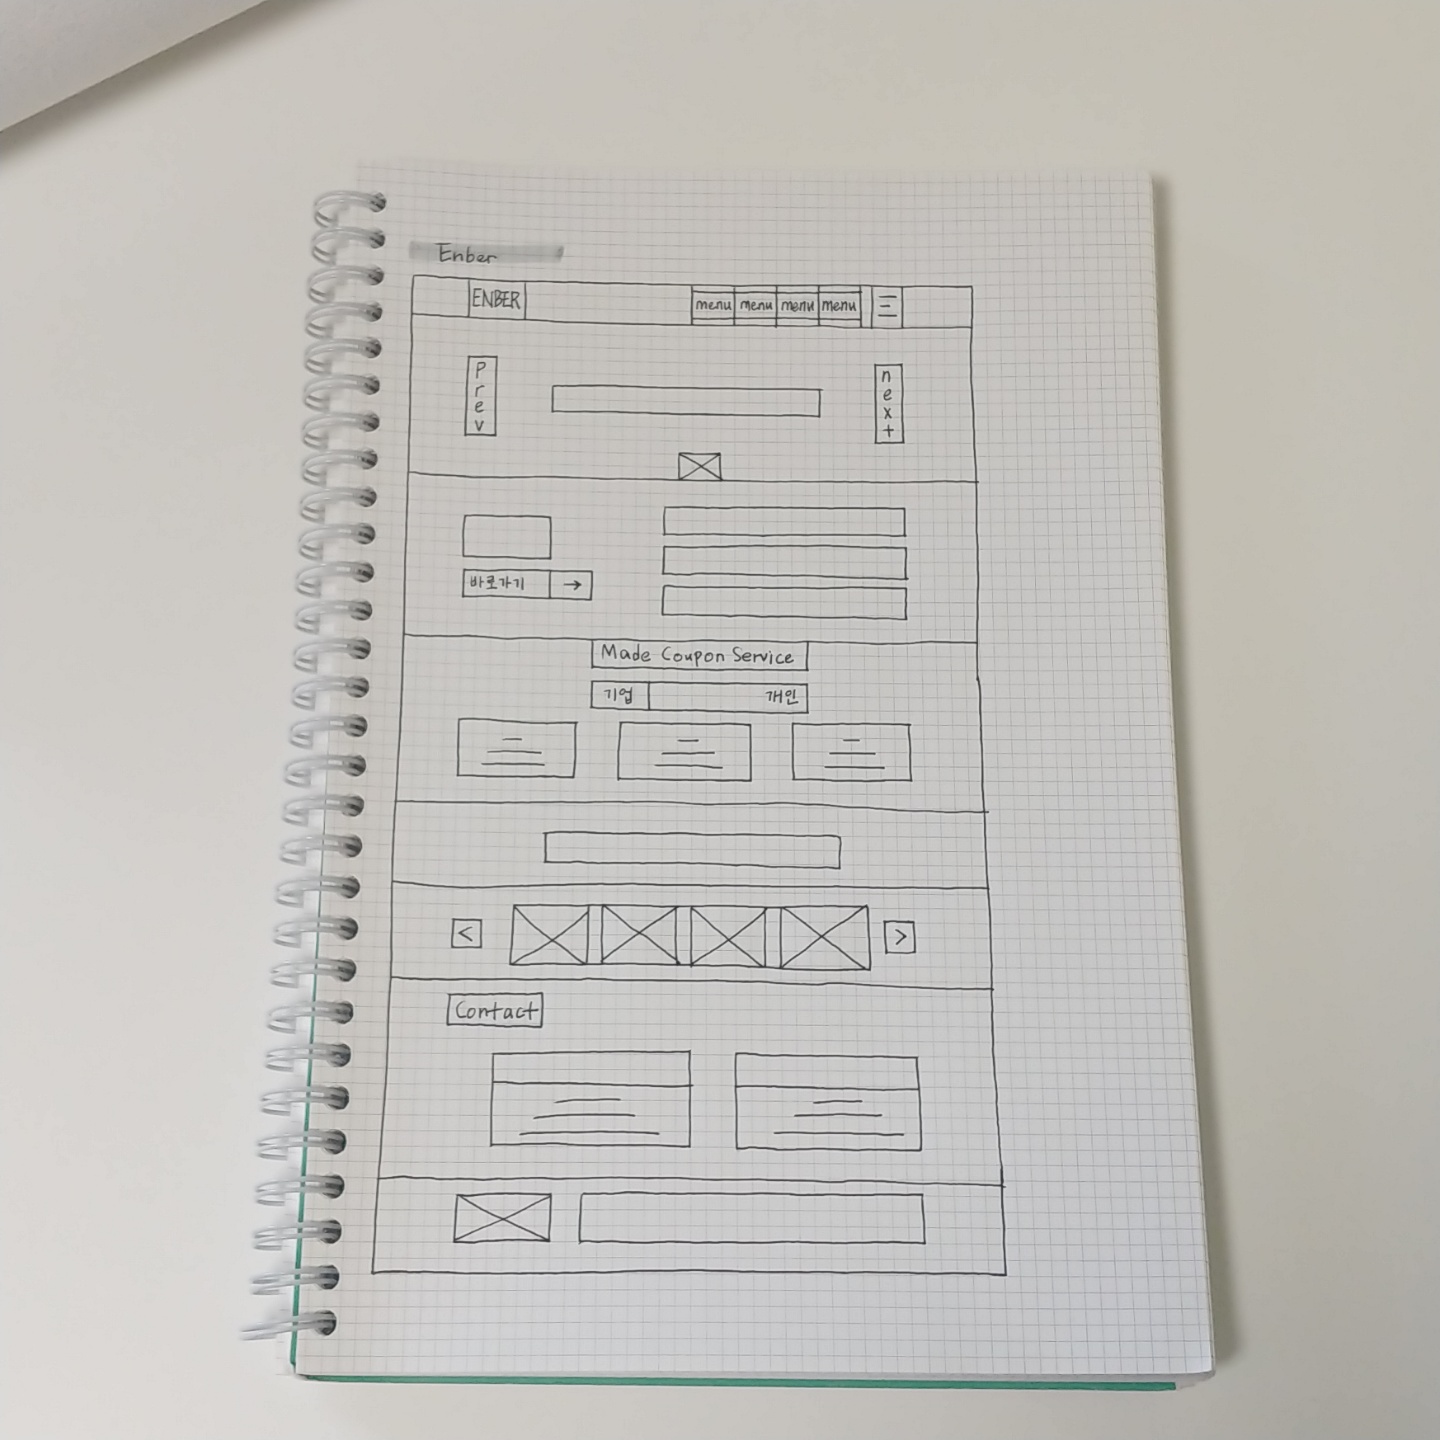 Enber
ENBER menu menu menu menu
Prev
next
바로가기 →
Made Coupon Service
기업 개인
< >
Contact